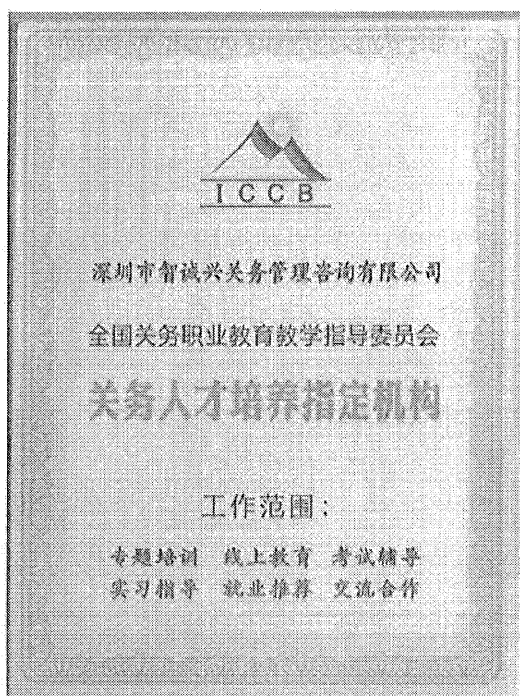 ICCB
深圳市智诚兴关务管理咨询有限公司
全国关务职业教育教学指导委员会
关务人才培养指定机构
工作范围：
专题培训 线上教育 考试辅导
实习指导 就业推荐 交流合作